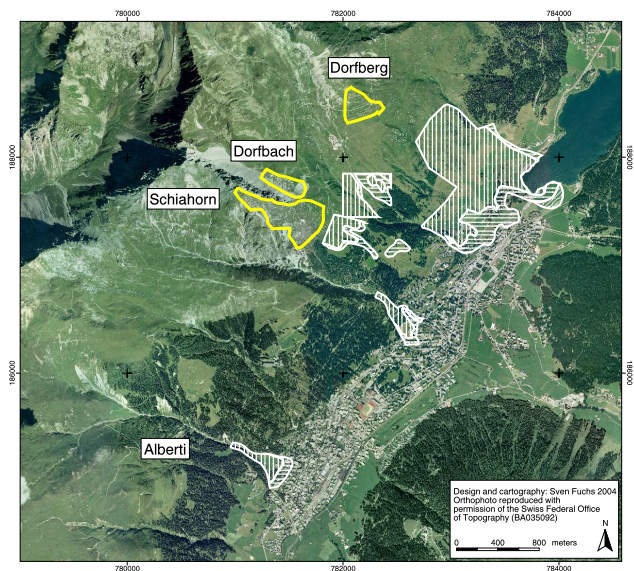 780000
782000
784000
Dorfberg
188000
188000
Dorfbach
Schiahorn
186000
186000
Alberti
Design and cartography: Sven Fuchs 2004
Orthophoto reproduced with
permission of the Swiss Federal Office
of Topography (BA035092)
N
0 400 800 meters
780000
782000
784000